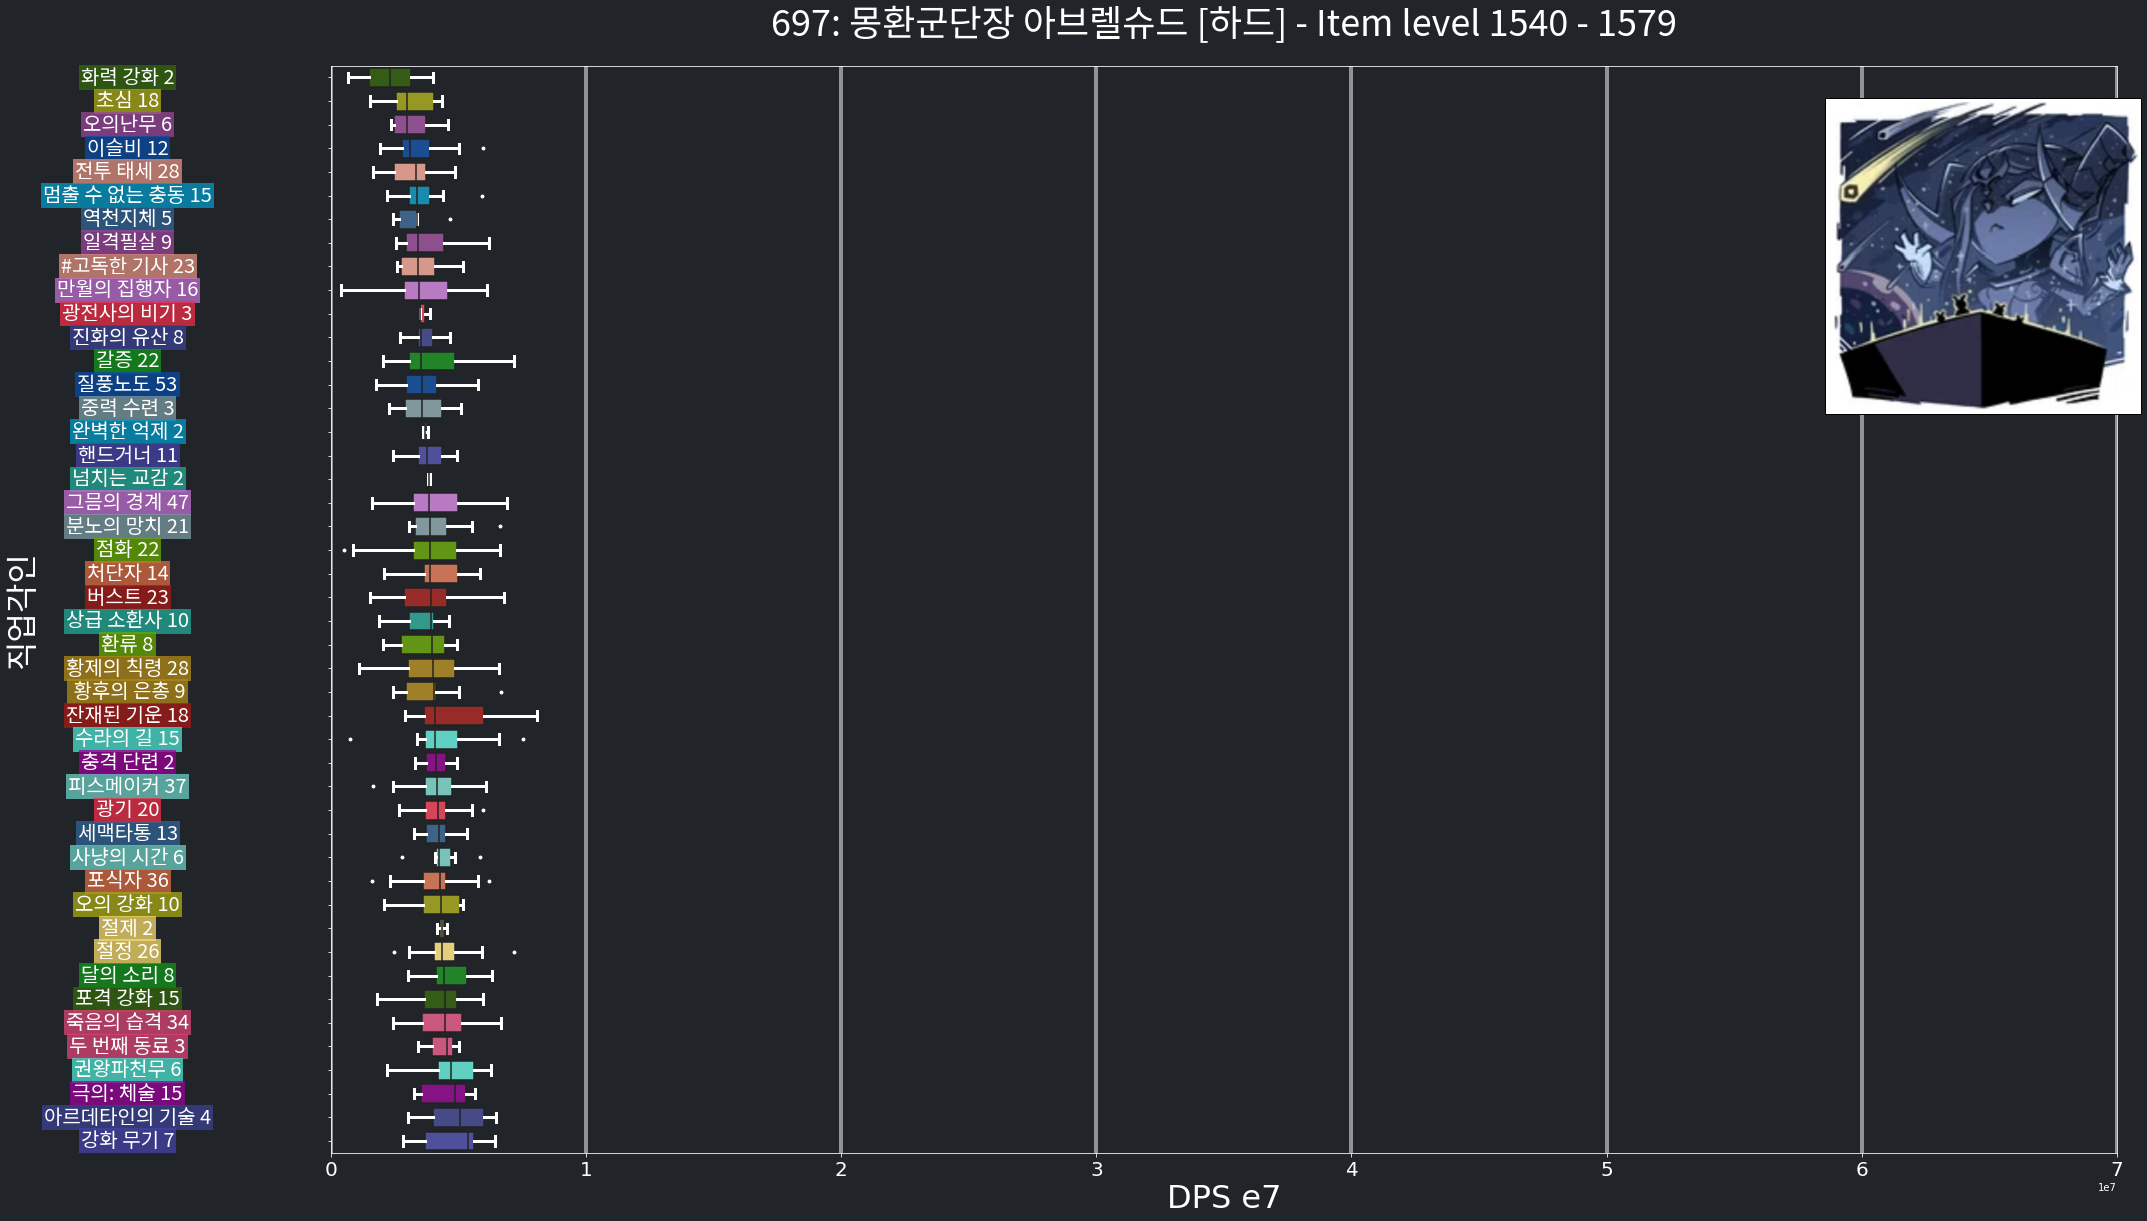 697: 몽환군단장 아브렐슈드 [하드] - Item level 1540 - 1579
화력 강화 2
초심 18
오의난무 6
이슬비 12
전투 태세 28
멈출 수 없는 충동 15
역천지체 5
일격필살 9
#고독한 기사 23
만월의 집행자 16
광전사의 비기 3
진화의 유산 8
갈증 22
질풍노도 53
중력 수련 3
완벽한 억제 2
핸드거너 11
넘치는 교감 2
그믐의 경계 47
분노의 망치 21
점화 22
처단자 14
버스트 23
상급 소환사 10
환류 8
황제의 칙령 28
황후의 은총 9
잔재된 기운 18
수라의 길 15
충격 단련 2
피스메이커 37
광기 20
세맥타통 13
사냥의 시간 6
포식자 36
오의 강화 10
절제 2
절정 26
달의 소리 8
포격 강화 15
죽음의 습격 34
두 번째 동료 3
권왕파천무 6
극의: 체술 15
아르데타인의 기술 4
강화 무기 7
직업각인
0 1 2 3 4 5 6 7
1e7
DPS e7